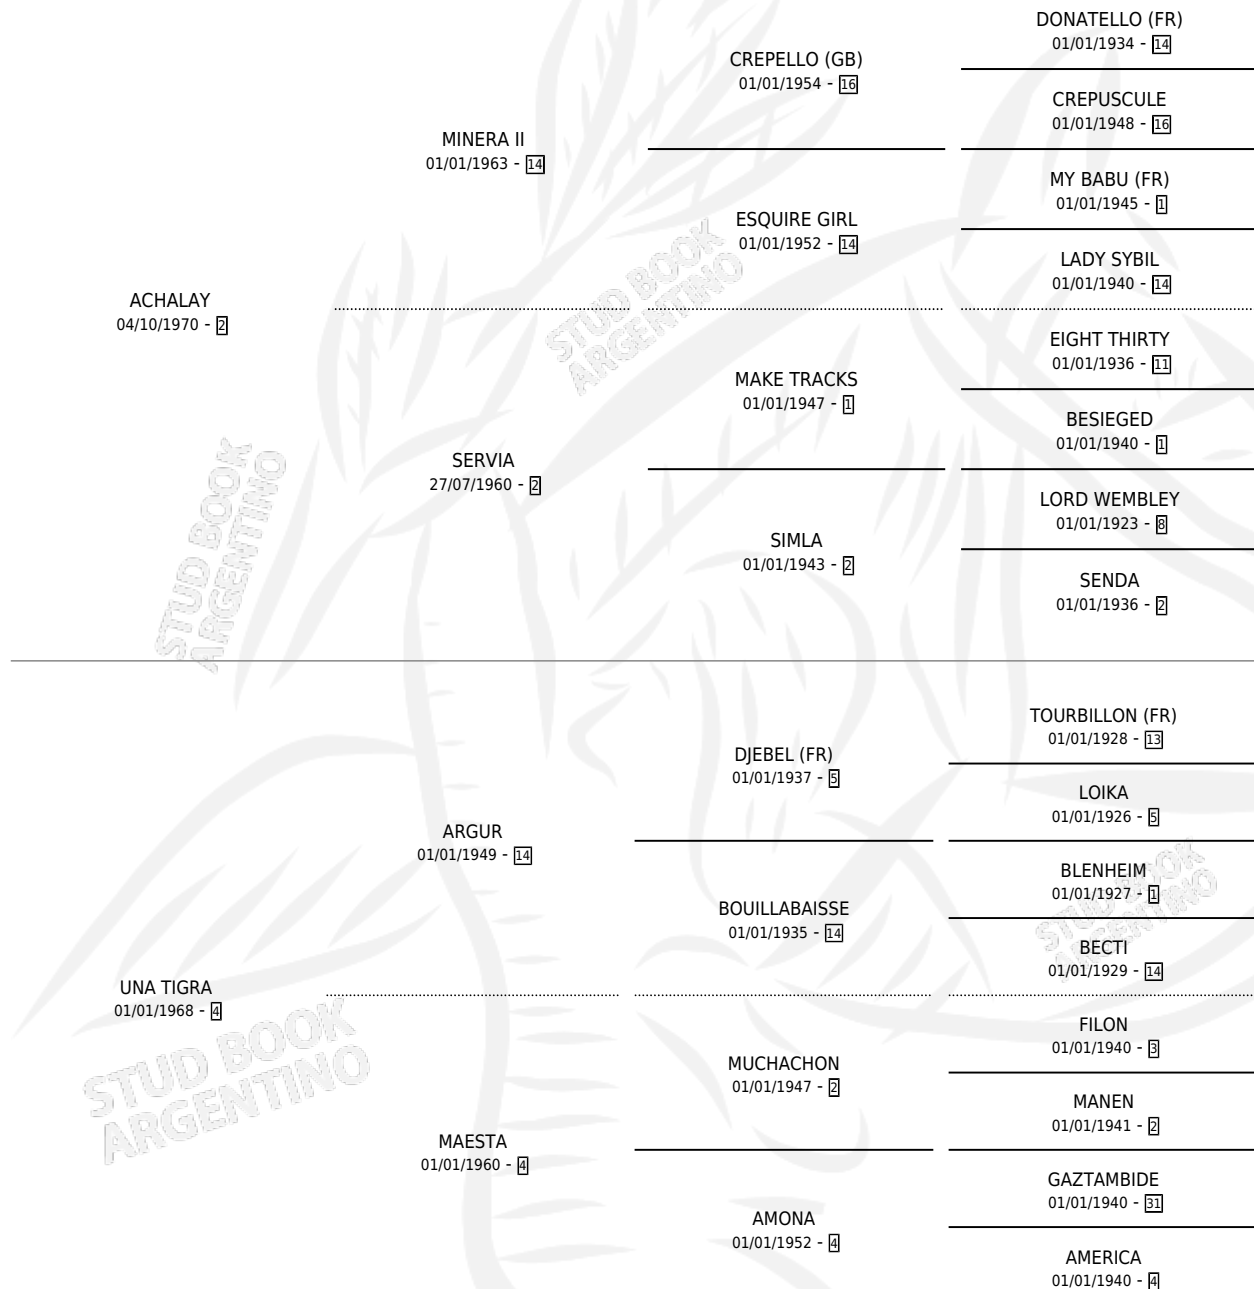 DONATELLO (FR)
01/01/1934 - 14
CREPELLO (GB)
01/01/1954 - 16
CREPUSCULE
01/01/1948 - 16
MINERA II
01/01/1963 - 14
MY BABU (FR)
01/01/1945 - 1
ESQUIRE GIRL
01/01/1952 - 14
LADY SYBIL
01/01/1940 - 14
ACHALAY
04/10/1970 - 2
STUD BOOK
ARGENTINO
EIGHT THIRTY
01/01/1936 - 11
MAKE TRACKS
01/01/1947 - 1
BESIEGED
01/01/1940 - 1
SERVIA
27/07/1960 - 2
LORD WEMBLEY
01/01/1923 - 8
SIMLA
01/01/1943 - 2
SENDA
01/01/1936 - 2
STUD BOOK
ARGENTINO
TOURBILLON (FR)
01/01/1928 - 13
DJEBEL (FR)
01/01/1937 - 5
LOIKA
01/01/1926 - 5
ARGUR
01/01/1949 - 14
BLENHEIM
01/01/1927 - 1
BOUILLABAISSE
01/01/1935 - 14
BECTI
01/01/1929 - 14
STUD BOOK
ARGENTINO
UNA TIGRA
01/01/1968 - 4
FILON
01/01/1940 - 3
MUCHACHON
01/01/1947 - 2
MANEN
01/01/1941 - 2
STUD BOOK
ARGENTINO
MAESTA
01/01/1960 - 4
GAZTAMBIDE
01/01/1940 - 31
AMONA
01/01/1952 - 4
AMERICA
01/01/1940 - 4